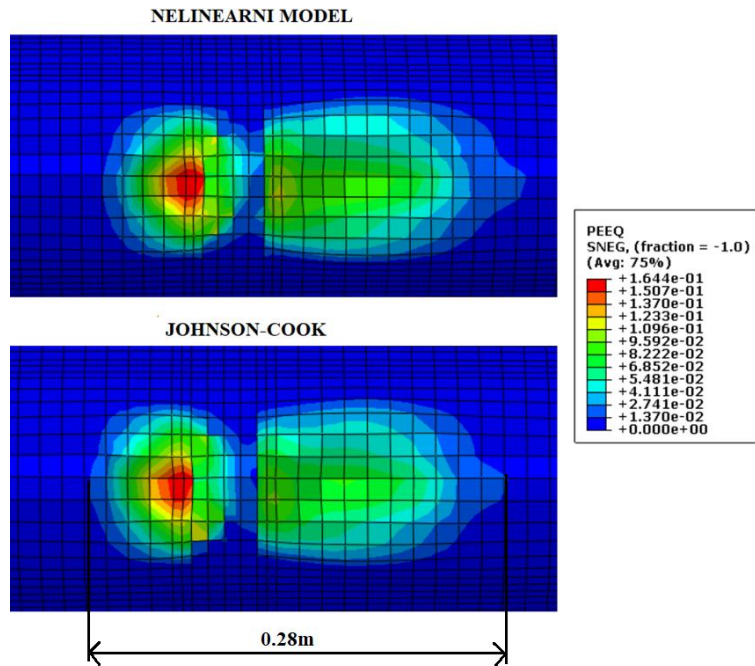 NELINEARNI MODEL
PEEQ
SNEG, (fraction = -1.0)
(Avg: 75%)
+1.644e-01
+1.507e-01
+1.370e-01
+1.233e-01
+1.096e-01
+9.592e-02
+8.222e-02
+6.852e-02
+5.481e-02
+4.111e-02
+2.741e-02
+1.370e-02
+0.000e+00
JOHNSON-COOK
0.28m